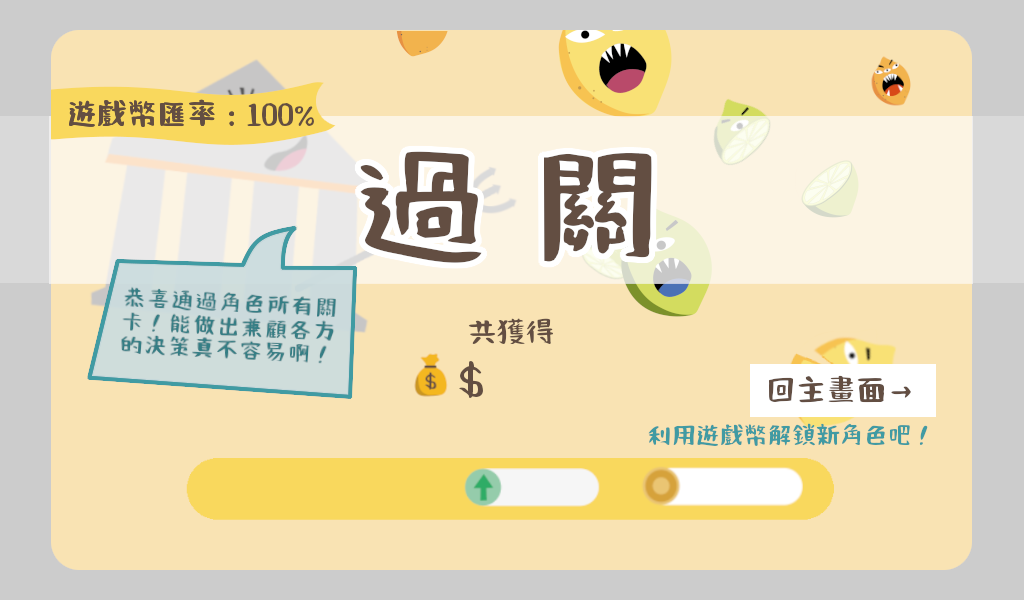 遊戲幣匯率：100%
過關
恭喜通過角色所有關
卡！能做出兼顧各方
的決策真不容易啊！
共獲得
$ $
回主畫面→
利用遊戲幣解鎖新角色吧！